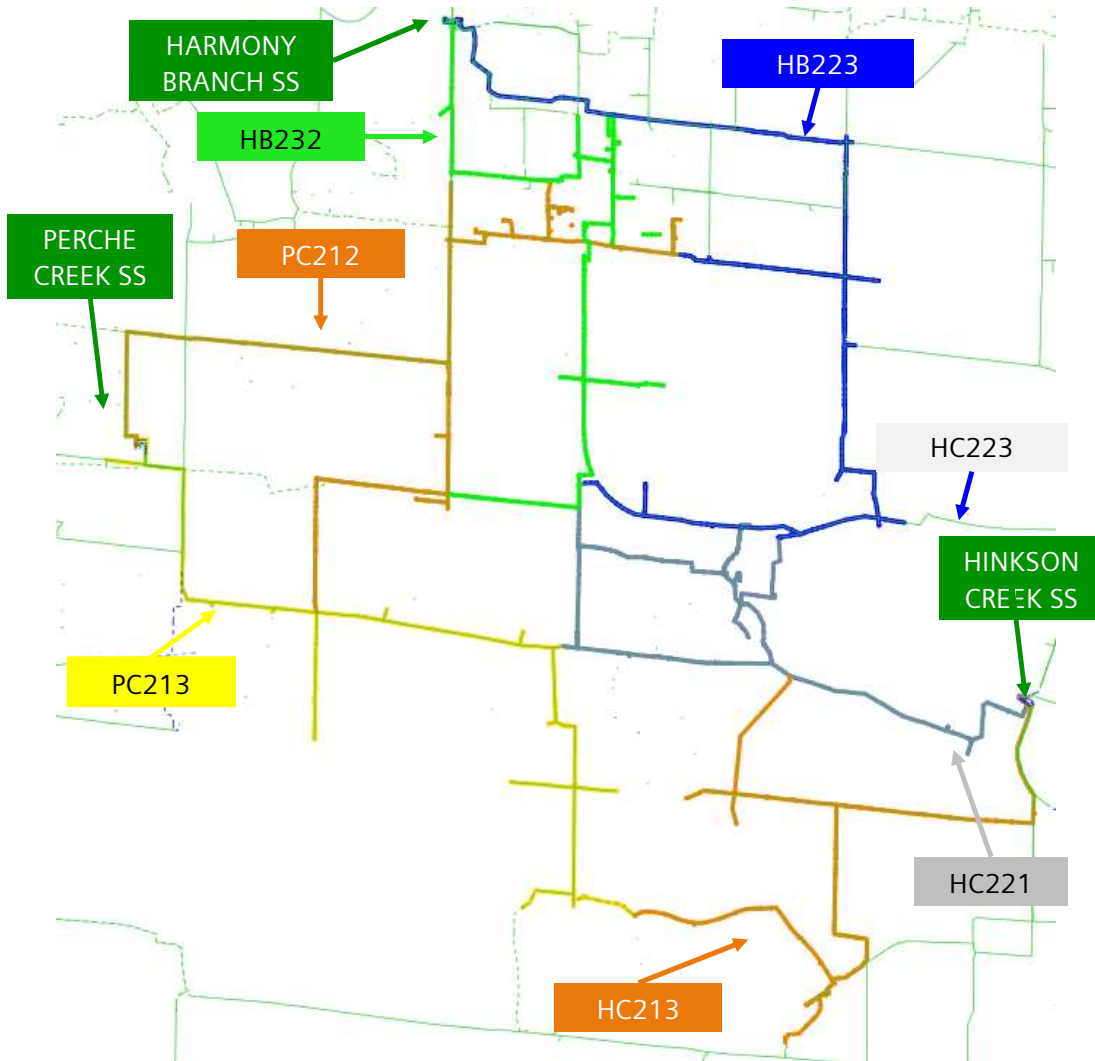 HARMONY
BRANCH SS
HB223
HB232
PERCHE
CREEK SS
PC212
HC223
HINKSON
CREEK SS
PC213
HC221
HC213